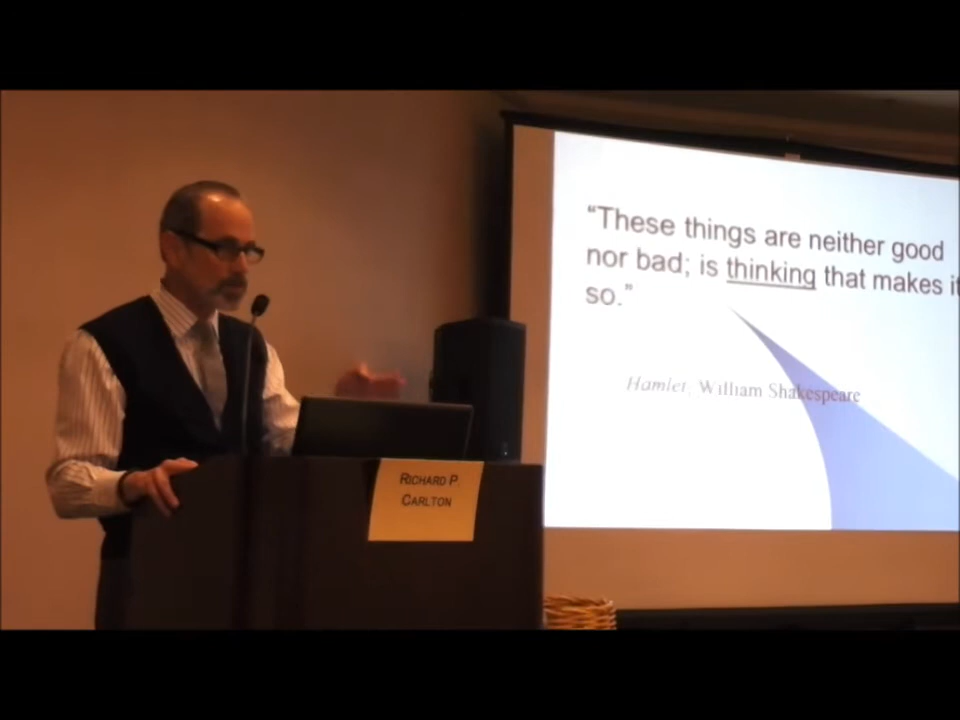 “These things are neither good
nor bad; is thinking that makes it
so.”
Hamlet, William Shakespeare
RICHARD P.
CARLTON